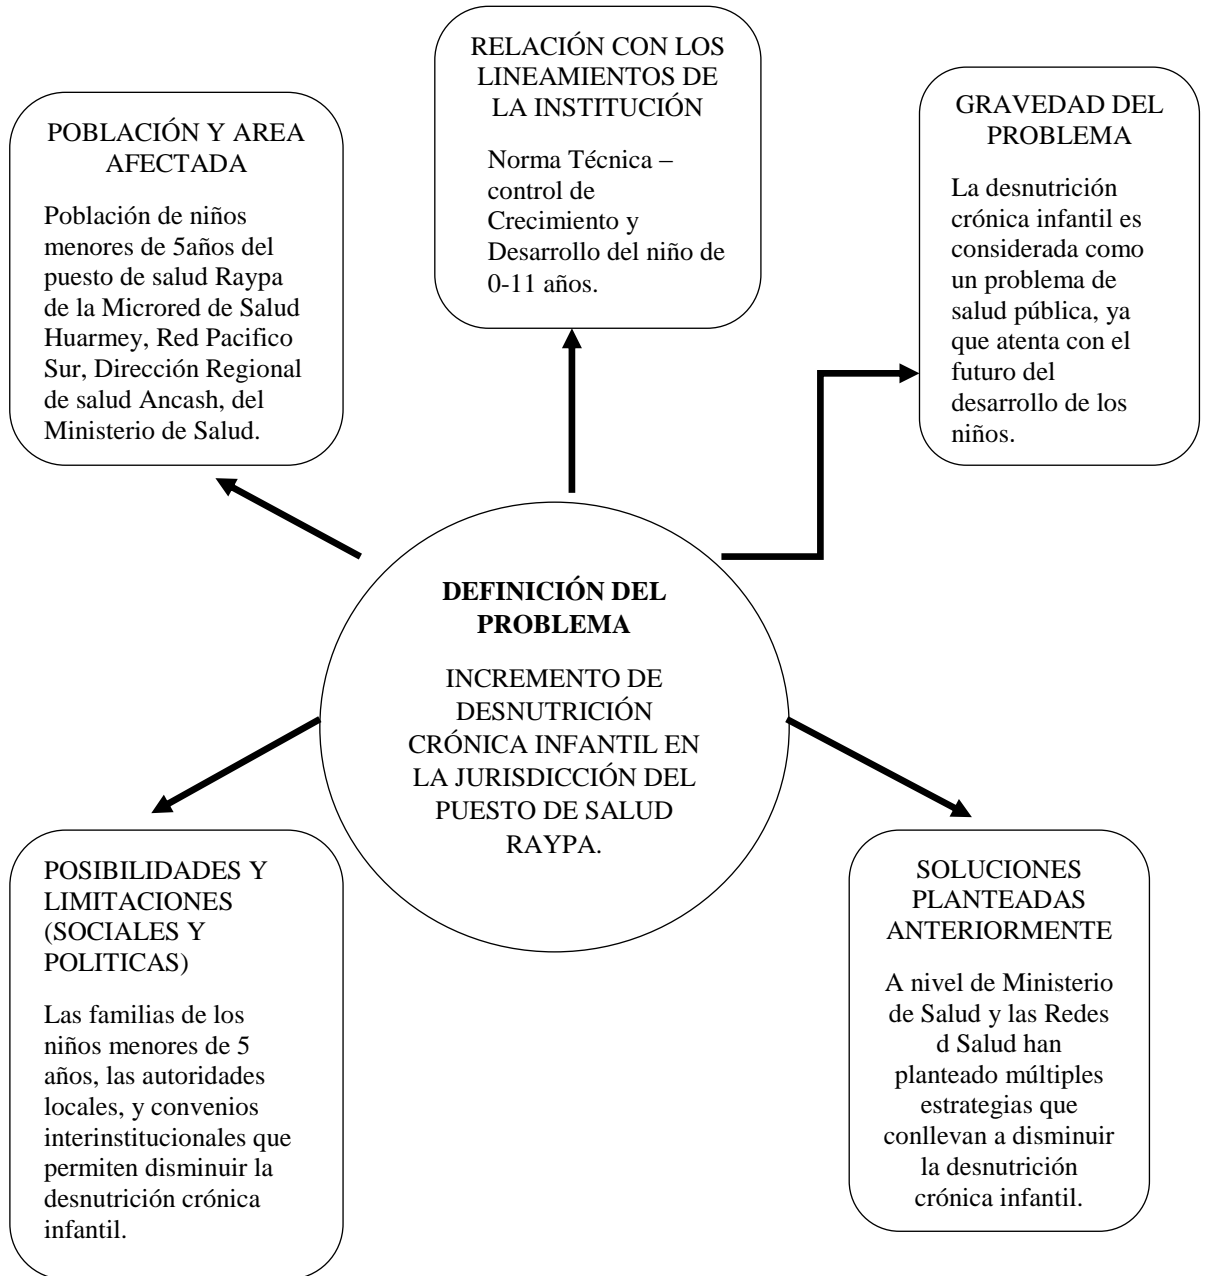 RELACIÓN CON LOS
LINEAMIENTOS DE
LA INSTITUCIÓN
Norma Técnica –
control de
Crecimiento y
Desarrollo del niño de
0-11 años.
POBLACIÓN Y AREA
AFECTADA
Población de niños
menores de 5años del
puesto de salud Raypa
de la Microred de Salud
Huarmey, Red Pacifico
Sur, Dirección Regional
de salud Ancash, del
Ministerio de Salud.
GRAVEDAD DEL
PROBLEMA
La desnutrición
crónica infantil es
considerada como
un problema de
salud pública, ya
que atenta con el
futuro del
desarrollo de los
niños.
DEFINICIÓN DEL
PROBLEMA
INCREMENTO DE
DESNUTRICIÓN
CRÓNICA INFANTIL EN
LA JURISDICCIÓN DEL
PUESTO DE SALUD
RAYPA.
POSIBILIDADES Y
LIMITACIONES
(SOCIALES Y
POLITICAS)
Las familias de los
niños menores de 5
años, las autoridades
locales, y convenios
interinstitucionales que
permiten disminuir la
desnutrición crónica
infantil.
SOLUCIONES
PLANTEADAS
ANTERIORMENTE
A nivel de Ministerio
de Salud y las Redes
d Salud han
planteado múltiples
estrategias que
conllevan a disminuir
la desnutrición
crónica infantil.